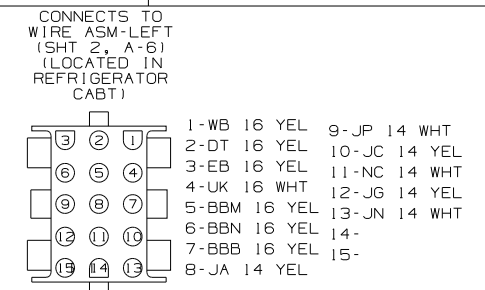 CONNECTS TO
WIRE ASM-LEFT
(SHT 2, A-6)
(LOCATED IN
REFRIGERATOR
CABT)
3 2 1
6 5 4
9 8 7
12 11 10
15 14 13
1-WB 16 YEL
2-DT 16 YEL
3-EB 16 YEL
4-UK 16 WHT
5-BBM 16 YEL
6-BBN 16 YEL
7-BBB 16 YEL
8-JA 14 YEL
9-JP 14 WHT
10-JC 14 YEL
11-NC 14 WHT
12-JG 14 YEL
13-JN 14 WHT
14-
15-